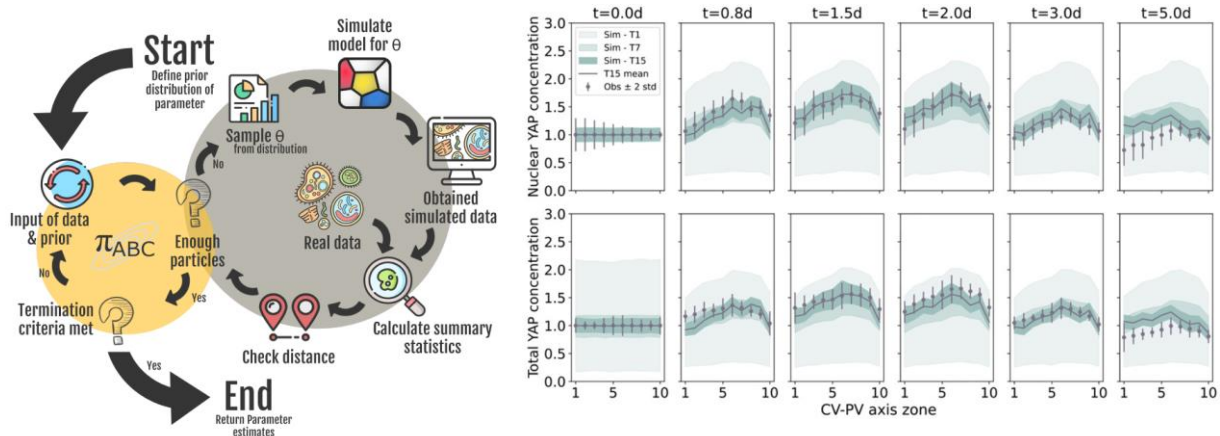 Start
Define prior
distribution of
parameter
Simulate
model for Θ
Sample Θ
from distribution
No
Obtained
simulated data
Input of data
& prior
Enough
particles
Real data
πABC
No
Yes
Termination
criteria met
Check distance
Calculate summary
statistics
Yes
End
Return Parameter
estimates
t=0.0d
t=0.8d
t=1.5d
t=2.0d
t=3.0d
t=5.0d
Nuclear YAP concentration
3.0
2.5
2.0
1.5
1.0
0.5
0.0
Sim - T1
Sim - T7
Sim - T15
T15 mean
Obs ± 2 std
Total YAP concentration
3.0
2.5
2.0
1.5
1.0
0.5
0.0
1 5 10
1 5 10
1 5 10
1 5 10
1 5 10
1 5 10
CV-PV axis zone